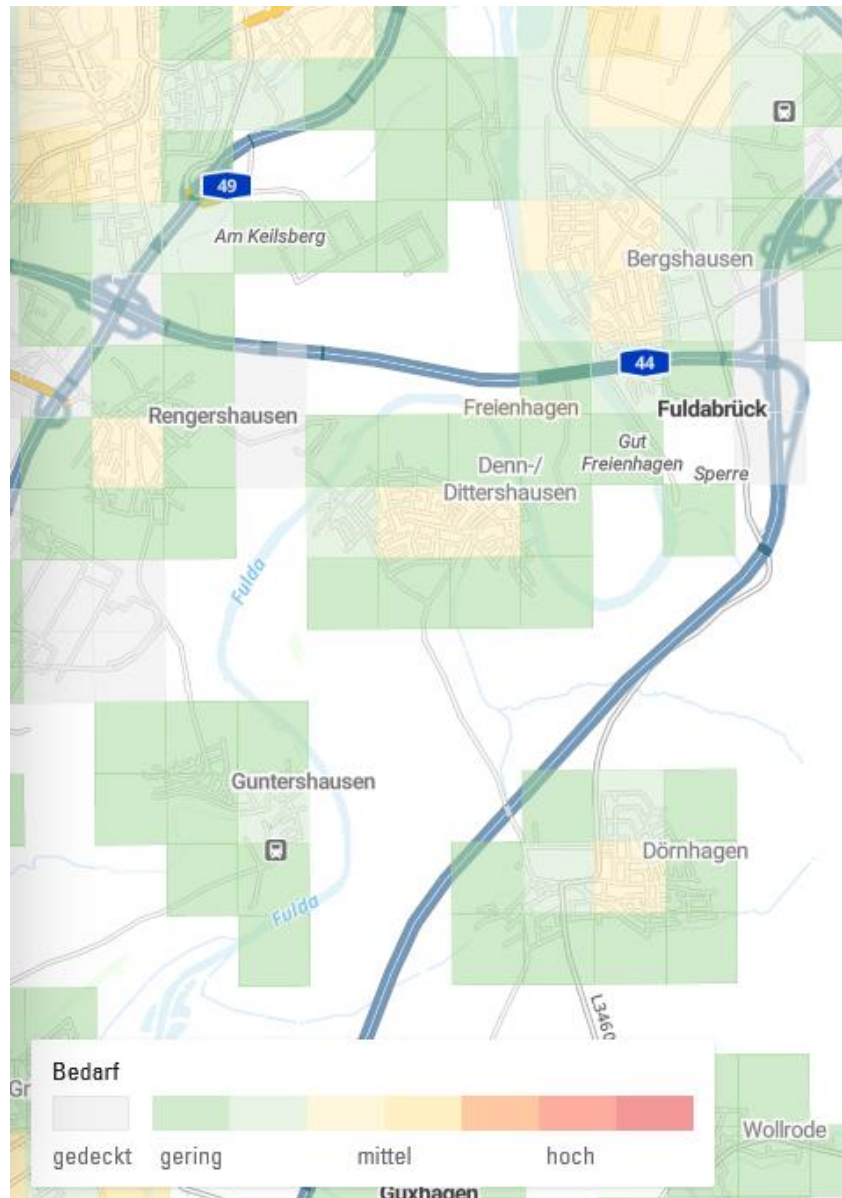 49
Am Keilsberg
Bergshausen
44
Rengershausen
Freienhagen
Fuldabrück
Denn-/
Dittershausen
Gut
Freienhagen
Sperre
Fulda
Guntershausen
Dörnhagen
Fulda
L3460
Bedarf
Gr
gedeckt
gering
mittel
hoch
Wollrode
Guxhagen